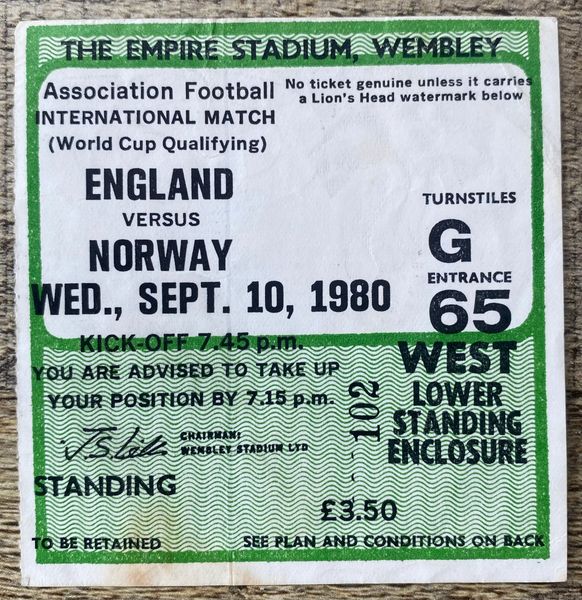 THE EMPIRE STADIUM, WEMBLEY
Association Football
INTERNATIONAL MATCH
(World Cup Qualifying)
No ticket genuine unless it carries
a Lion's Head watermark below
ENGLAND
VERSUS
NORWAY
WED., SEPT. 10, 1980
TURNSTILES
G
ENTRANCE
65
WEST
LOWER
STANDING
ENCLOSURE
KICK-OFF 7.45 p.m.
YOU ARE ADVISED TO TAKE UP
YOUR POSITION BY 7.15 p.m.
CHAIRMAN:
WEMBLEY STADIUM LTD
102
STANDING
£3.50
TO BE RETAINED
SEE PLAN AND CONDITIONS ON BACK